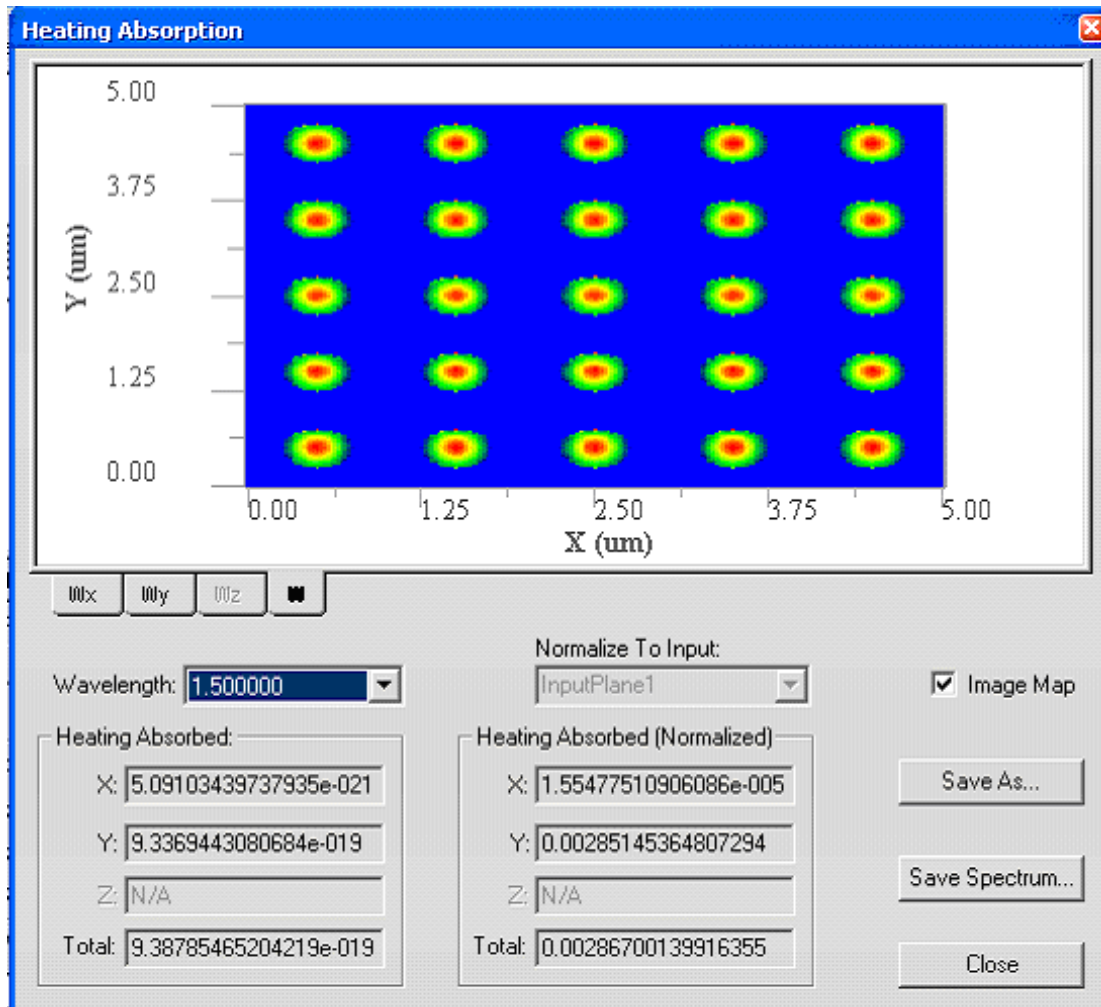 Heating Absorption
5.00
3.75
Y (um)
2.50
1.25
0.00
0.00 1.25 2.50 3.75 5.00
X (um)
Wx Wy Wz W
Normalize To Input:
Wavelength: 1.500000 InputPlane1 Image Map
Heating Absorbed: Heating Absorbed (Normalized)
X: 5.09103439737935e-021 X: 1.55477510906086e-005 Save As...
Y: 9.3369443080684e-019 Y: 0.00285145364807294
Z: N/A Z: N/A Save Spectrum...
Total: 9.38785465204219e-019 Total: 0.00286700139916355
Close